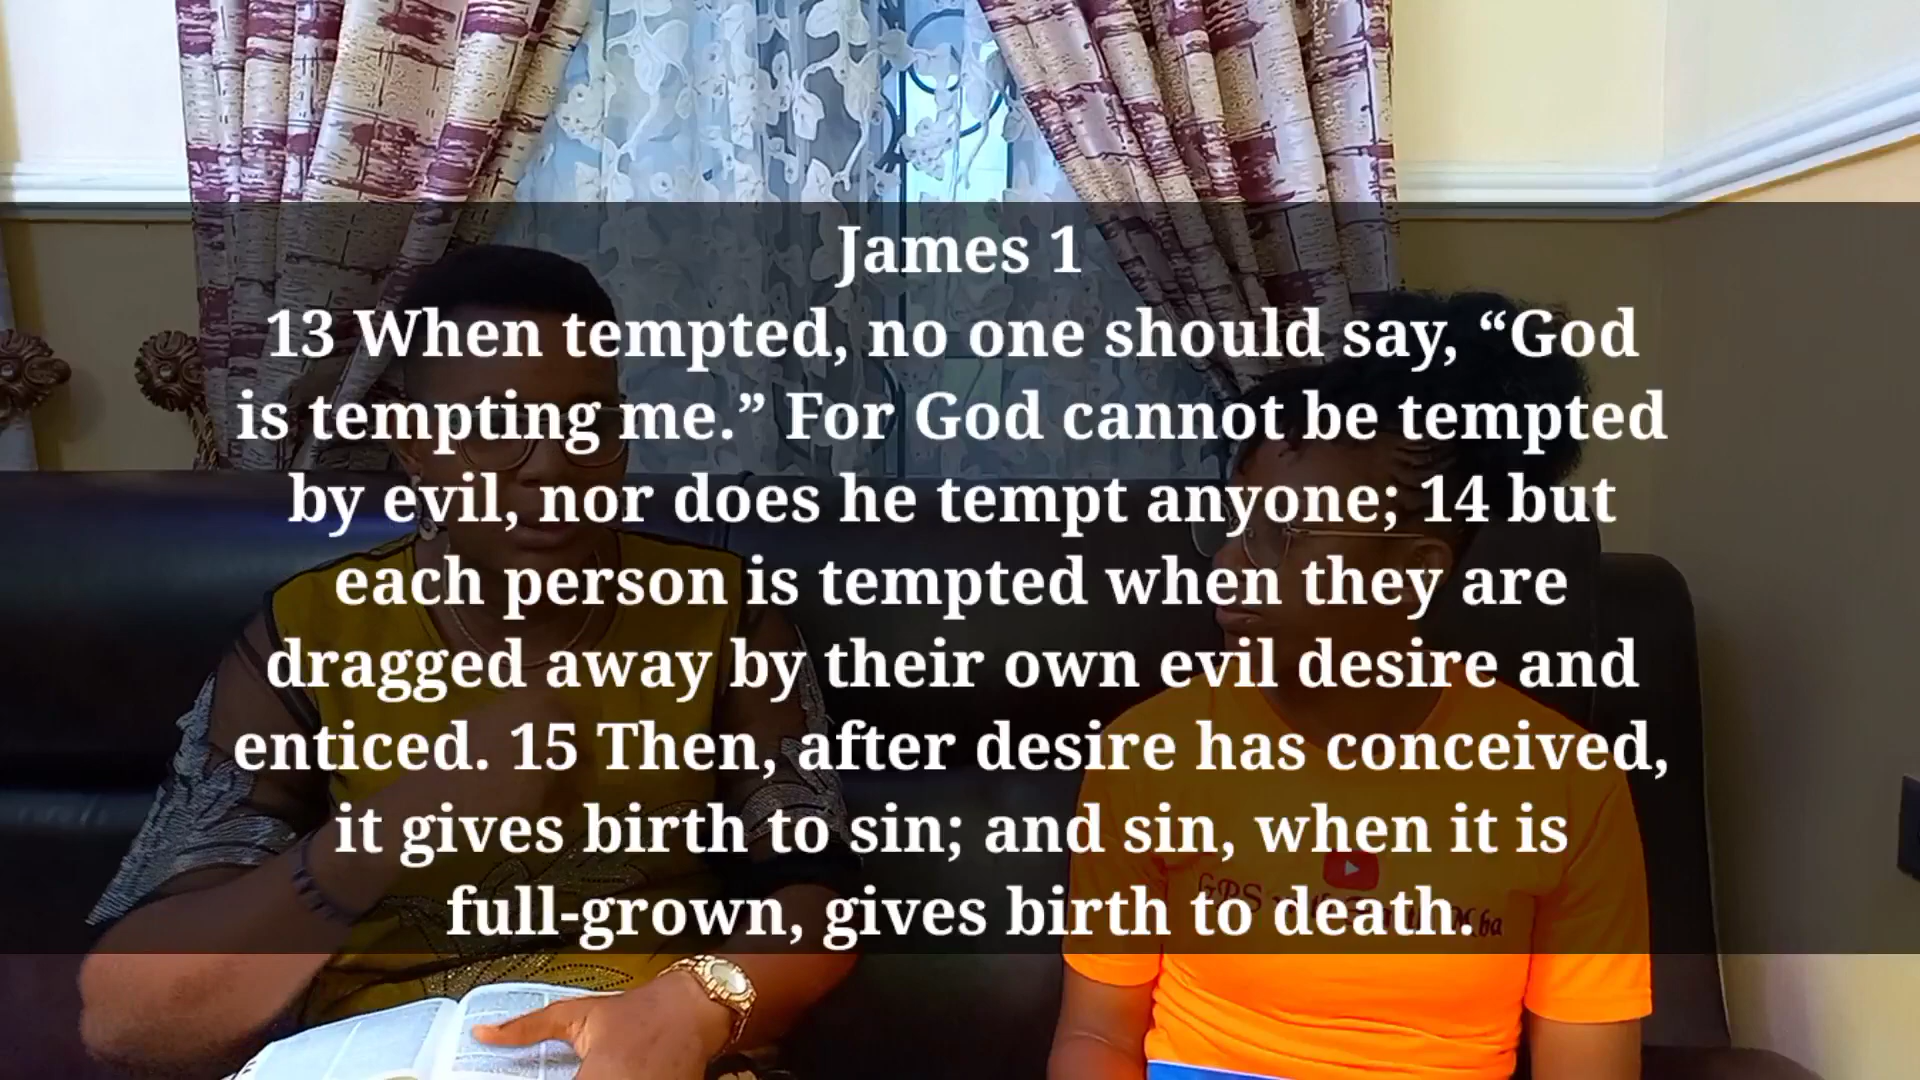 James 1
13 When tempted, no one should say, “God
is tempting me.” For God cannot be tempted
by evil, nor does he tempt anyone; 14 but
each person is tempted when they are
dragged away by their own evil desire and
enticed. 15 Then, after desire has conceived,
it gives birth to sin; and sin, when it is
full-grown, gives birth to death.
GPS